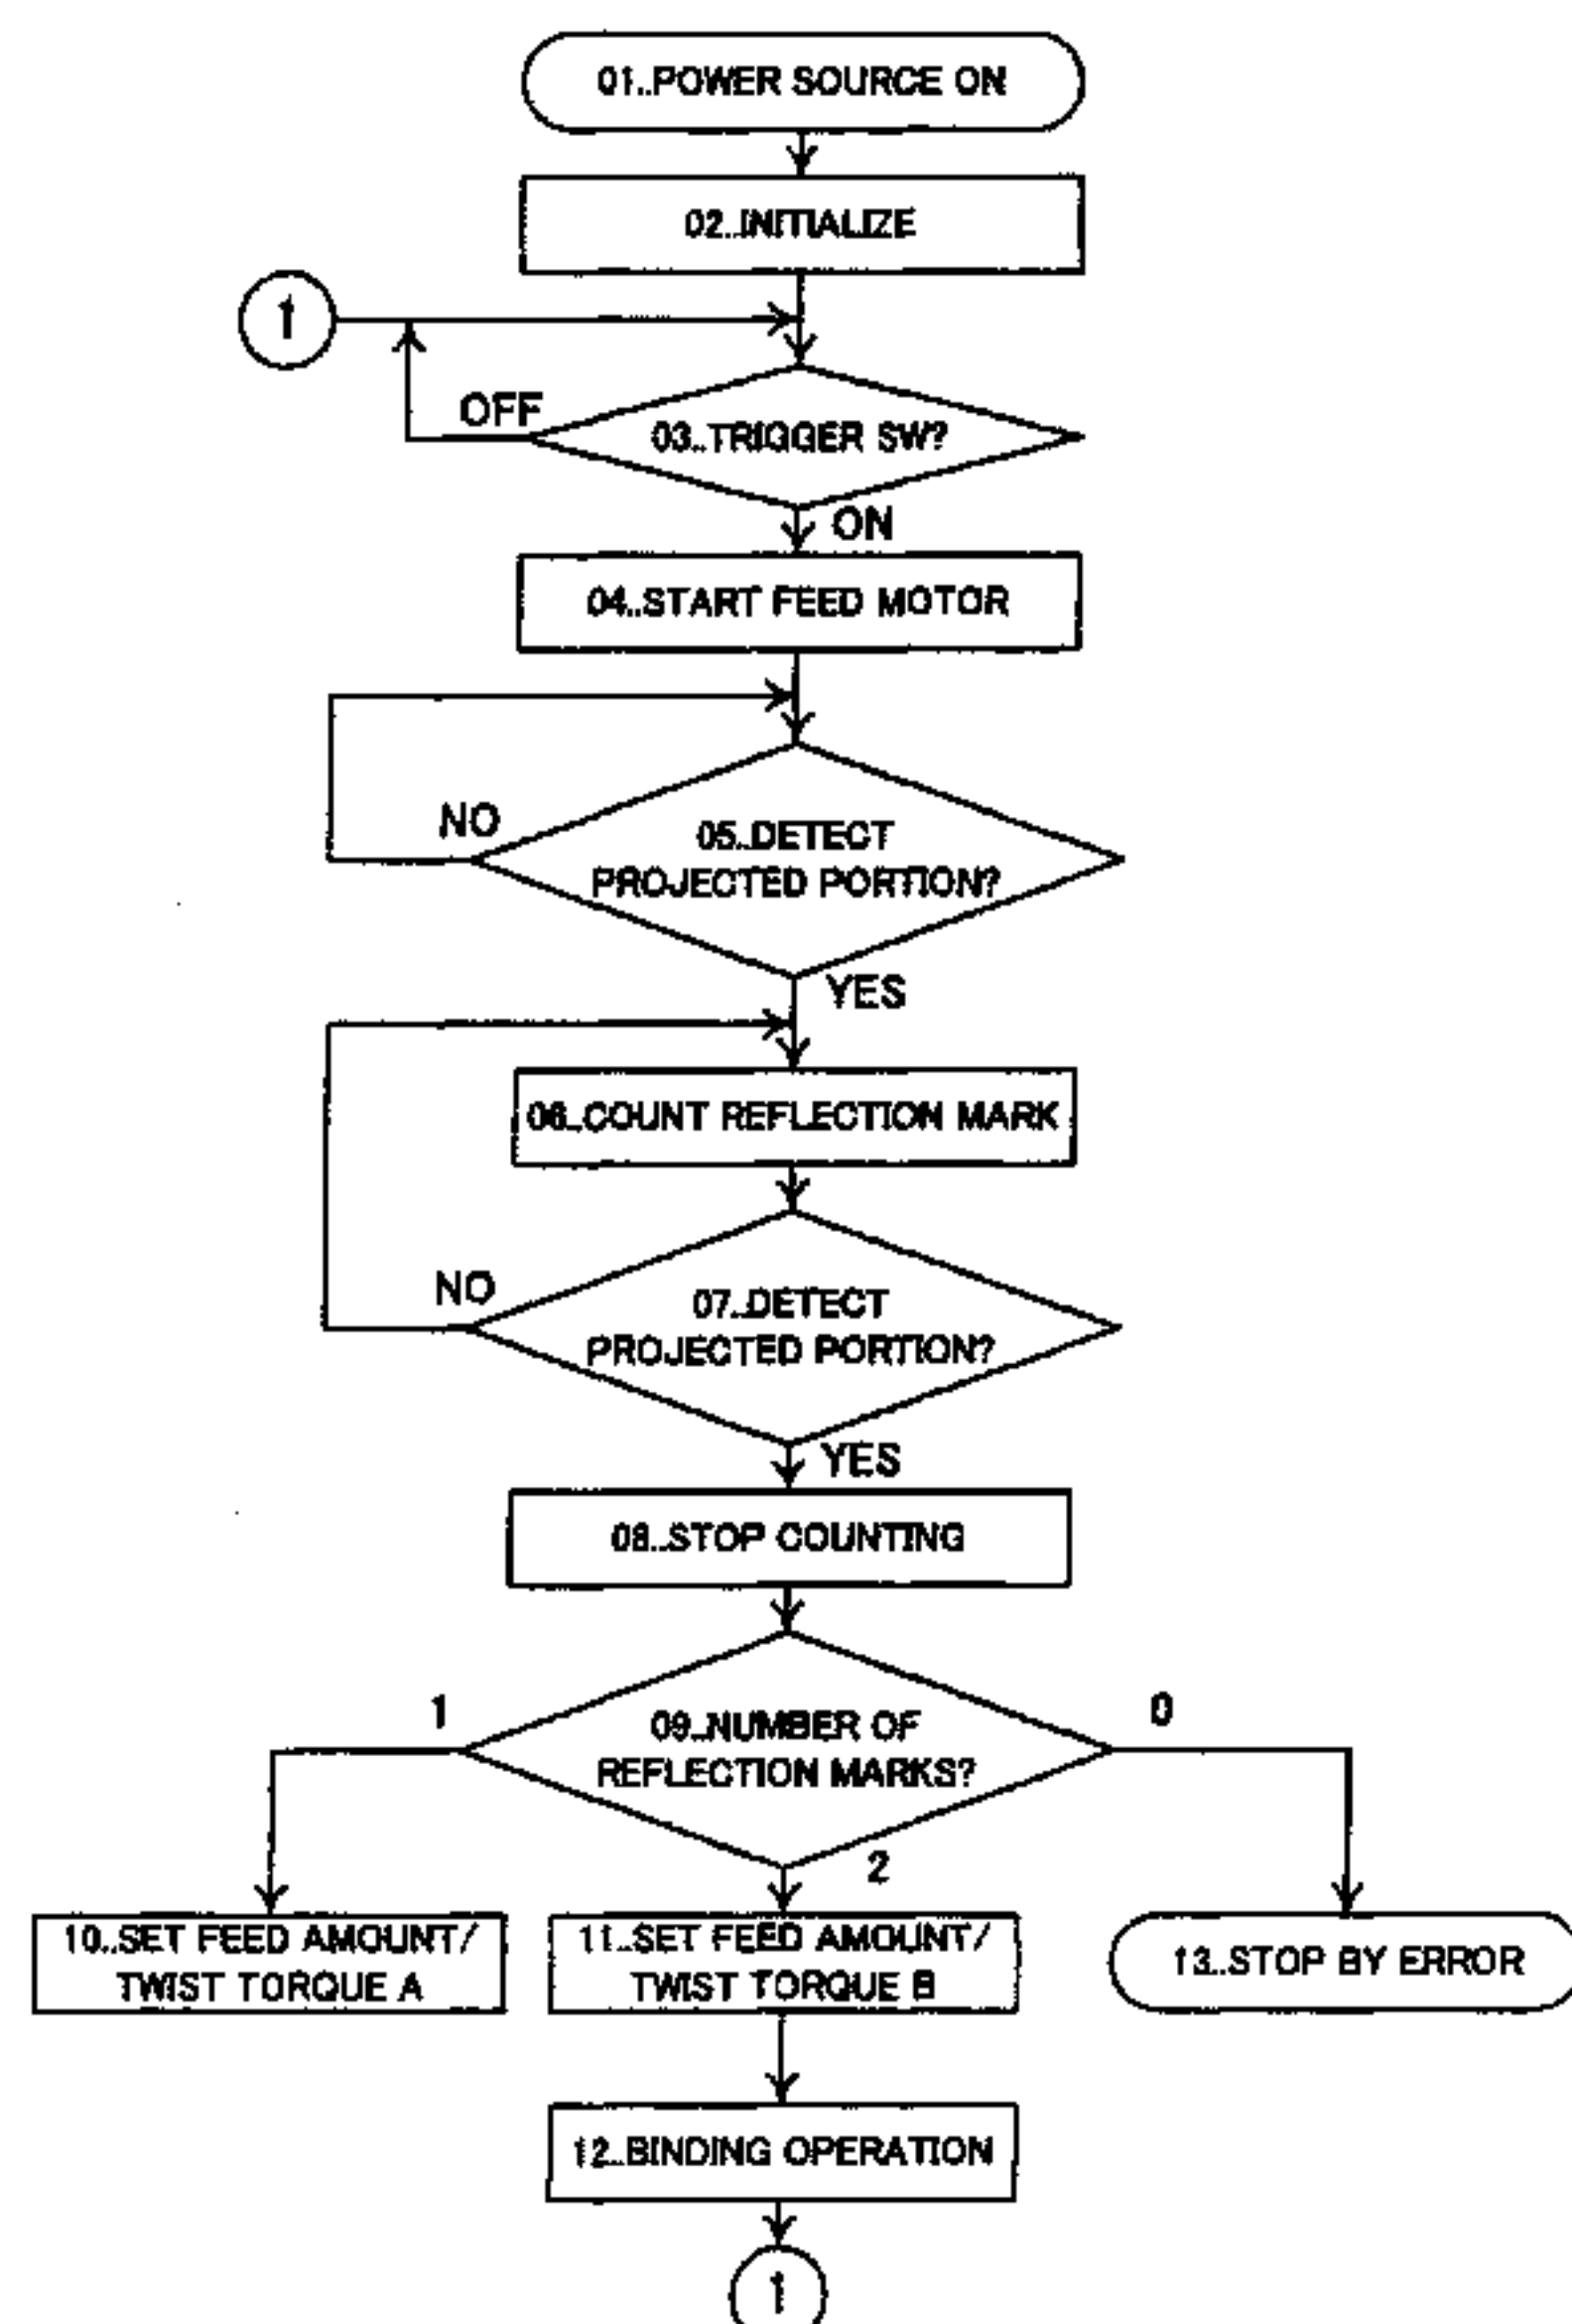 01..POWER SOURCE ON
02..INITIALIZE
1
OFF
03..TRIGGER SW?
ON
04..START FEED MOTOR
NO
05..DETECT
PROJECTED PORTION?
YES
06..COUNT REFLECTION MARK
NO
07..DETECT
PROJECTED PORTION?
YES
08..STOP COUNTING
1
09..NUMBER OF
REFLECTION MARKS?
0
2
10..SET FEED AMOUNT/
TWIST TORQUE A
11..SET FEED AMOUNT/
TWIST TORQUE B
13..STOP BY ERROR
12..BINDING OPERATION
1